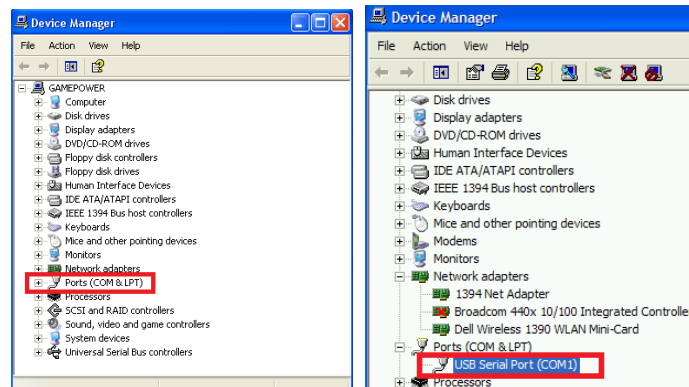 Device Manager
File Action View Help
GAMEPOWER
Computer
Disk drives
Display adapters
DVD/CD-ROM drives
Floppy disk controllers
Floppy disk drives
Human Interface Devices
IDE ATA/ATAPI controllers
IEEE 1394 Bus host controllers
Keyboards
Mice and other pointing devices
Monitors
Network adapters
Ports (COM & LPT)
Processors
SCSI and RAID controllers
Sound, video and game controllers
System devices
Universal Serial Bus controllers
Device Manager
File Action View Help
Disk drives
Display adapters
DVD/CD-ROM drives
Human Interface Devices
IDE ATA/ATAPI controllers
IEEE 1394 Bus host controllers
Keyboards
Mice and other pointing devices
Modems
Monitors
Network adapters
1394 Net Adapter
Broadcom 440x 10/100 Integrated Controlle
Dell Wireless 1390 WLAN Mini-Card
Ports (COM & LPT)
USB Serial Port (COM1)
Processors